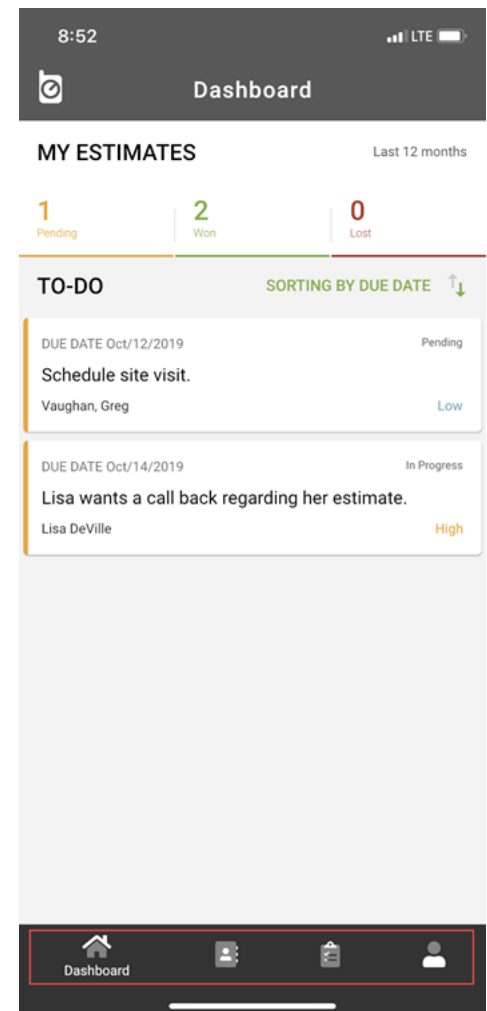 8:52
LTE
Dashboard
MY ESTIMATES
Last 12 months
1
2
0
Pending
Won
Lost
TO-DO
SORTING BY DUE DATE
DUE DATE Oct/12/2019
Pending
Schedule site visit.
Vaughan, Greg
Low
DUE DATE Oct/14/2019
In Progress
Lisa wants a call back regarding her estimate.
Lisa DeVille
High
Dashboard